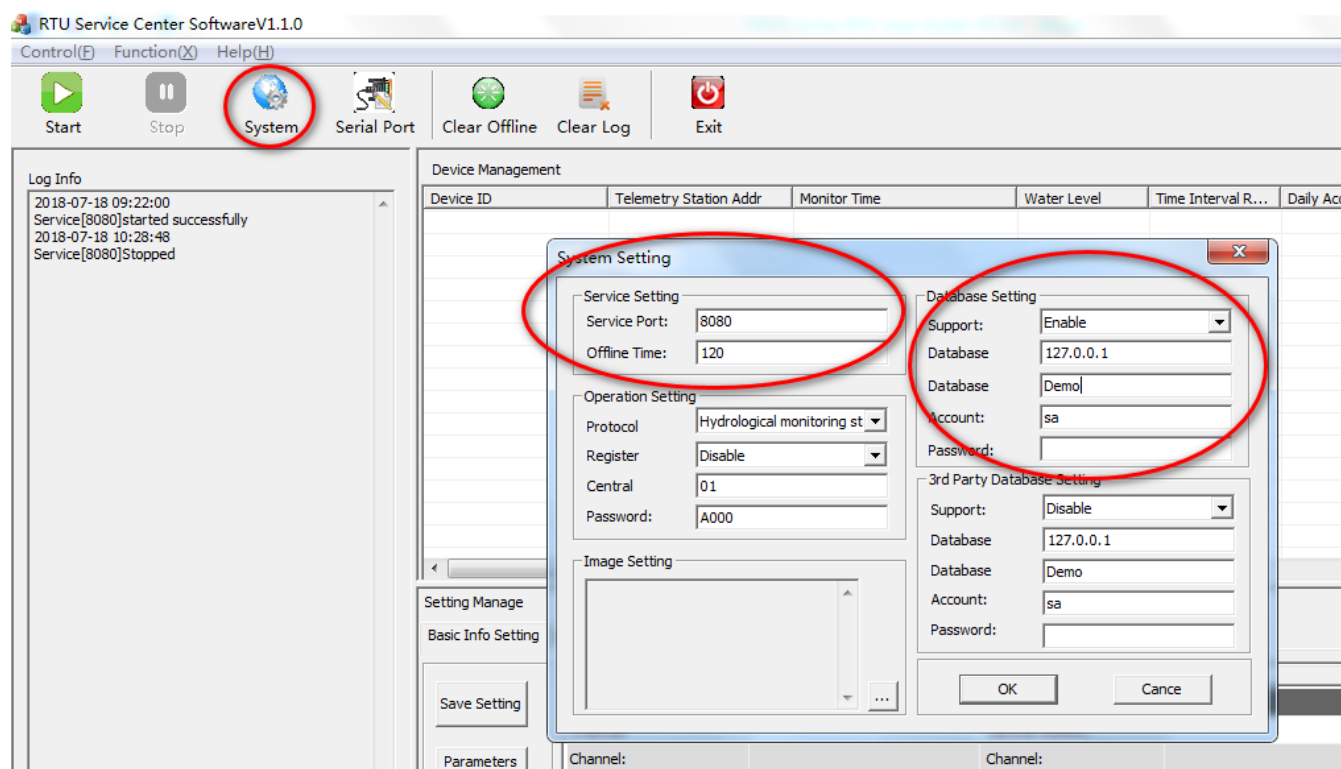 RTU Service Center SoftwareV1.1.0
Control(F) Function(X) Help(H)
Start Stop System Serial Port Clear Offline Clear Log Exit
Log Info
2018-07-18 09:22:00
Service[8080]started successfully
2018-07-18 10:28:48
Service[8080]Stopped
Device Management
Device ID Telemetry Station Addr Monitor Time Water Level Time Interval R... Daily Acc
System Setting
Service Setting
Service Port: 8080
Offline Time: 120
Operation Setting
Protocol Hydrological monitoring st
Register Disable
Central 01
Password: A000
Image Setting
...
Database Setting
Support: Enable
Database 127.0.0.1
Database Demo
Account: sa
Password:
3rd Party Database Setting
Support: Disable
Database 127.0.0.1
Database Demo
Account: sa
Password:
OK Cance
Setting Manage
Basic Info Setting
Save Setting
Parameters
Channel: Channel: